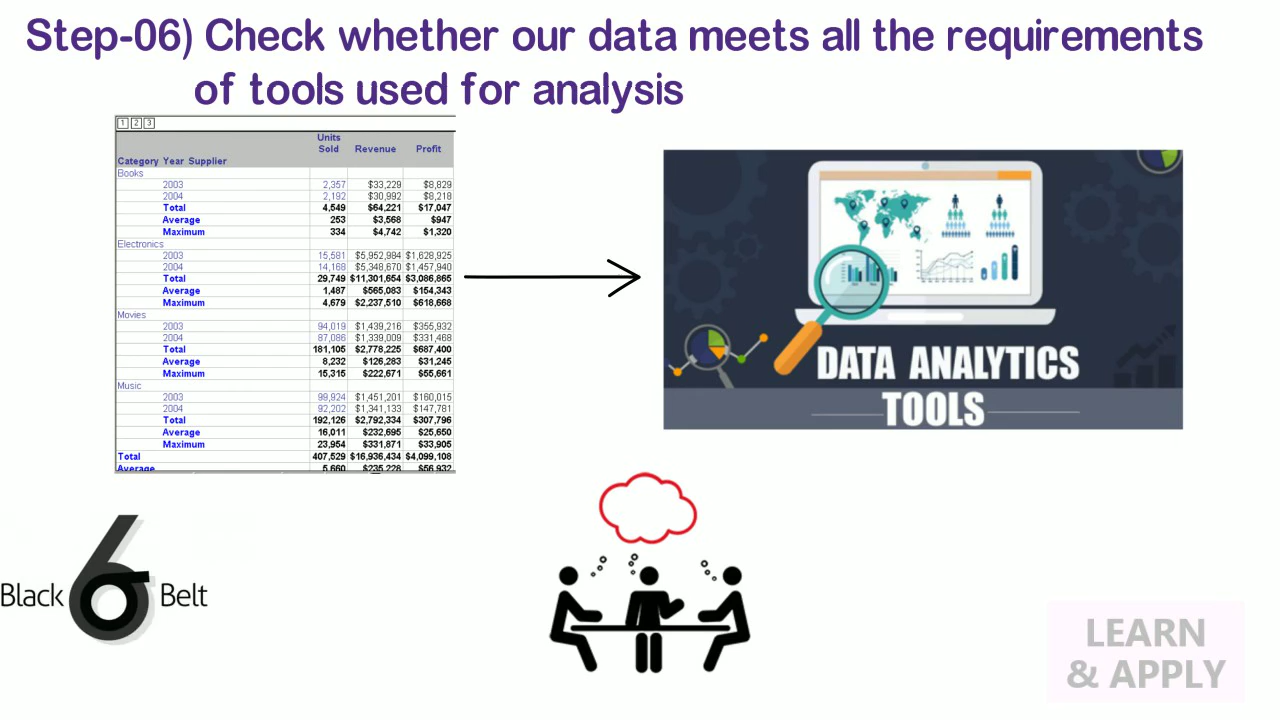 Step-06) Check whether our data meets all the requirements
of tools used for analysis
1 2 3
Units
Sold Revenue Profit
Category Year Supplier
Books
2003 2,357 $33,229 $8,829
2004 2,192 $30,992 $8,218
Total 4,549 $64,221 $17,047
Average 253 $3,568 $947
Maximum 334 $4,742 $1,320
Electronics
2003 15,581 $5,952,984 $1,628,925
2004 14,168 $5,348,670 $1,457,940
Total 29,749 $11,301,654 $3,086,865
Average 1,487 $565,083 $154,343
Maximum 4,679 $2,237,510 $618,668
Movies
2003 94,019 $1,439,216 $355,932
2004 87,086 $1,339,009 $331,468
Total 181,105 $2,778,225 $687,400
Average 8,232 $126,283 $31,245
Maximum 15,315 $222,671 $55,661
Music
2003 99,924 $1,451,201 $160,015
2004 92,202 $1,341,133 $147,781
Total 192,126 $2,792,334 $307,796
Average 16,011 $232,695 $25,650
Maximum 23,954 $331,871 $33,905
Total 407,529 $16,936,434 $4,099,108
Average 5,660 $235,228 $56,932
DATA ANALYTICS
TOOLS
Black 6 Belt
LEARN
& APPLY